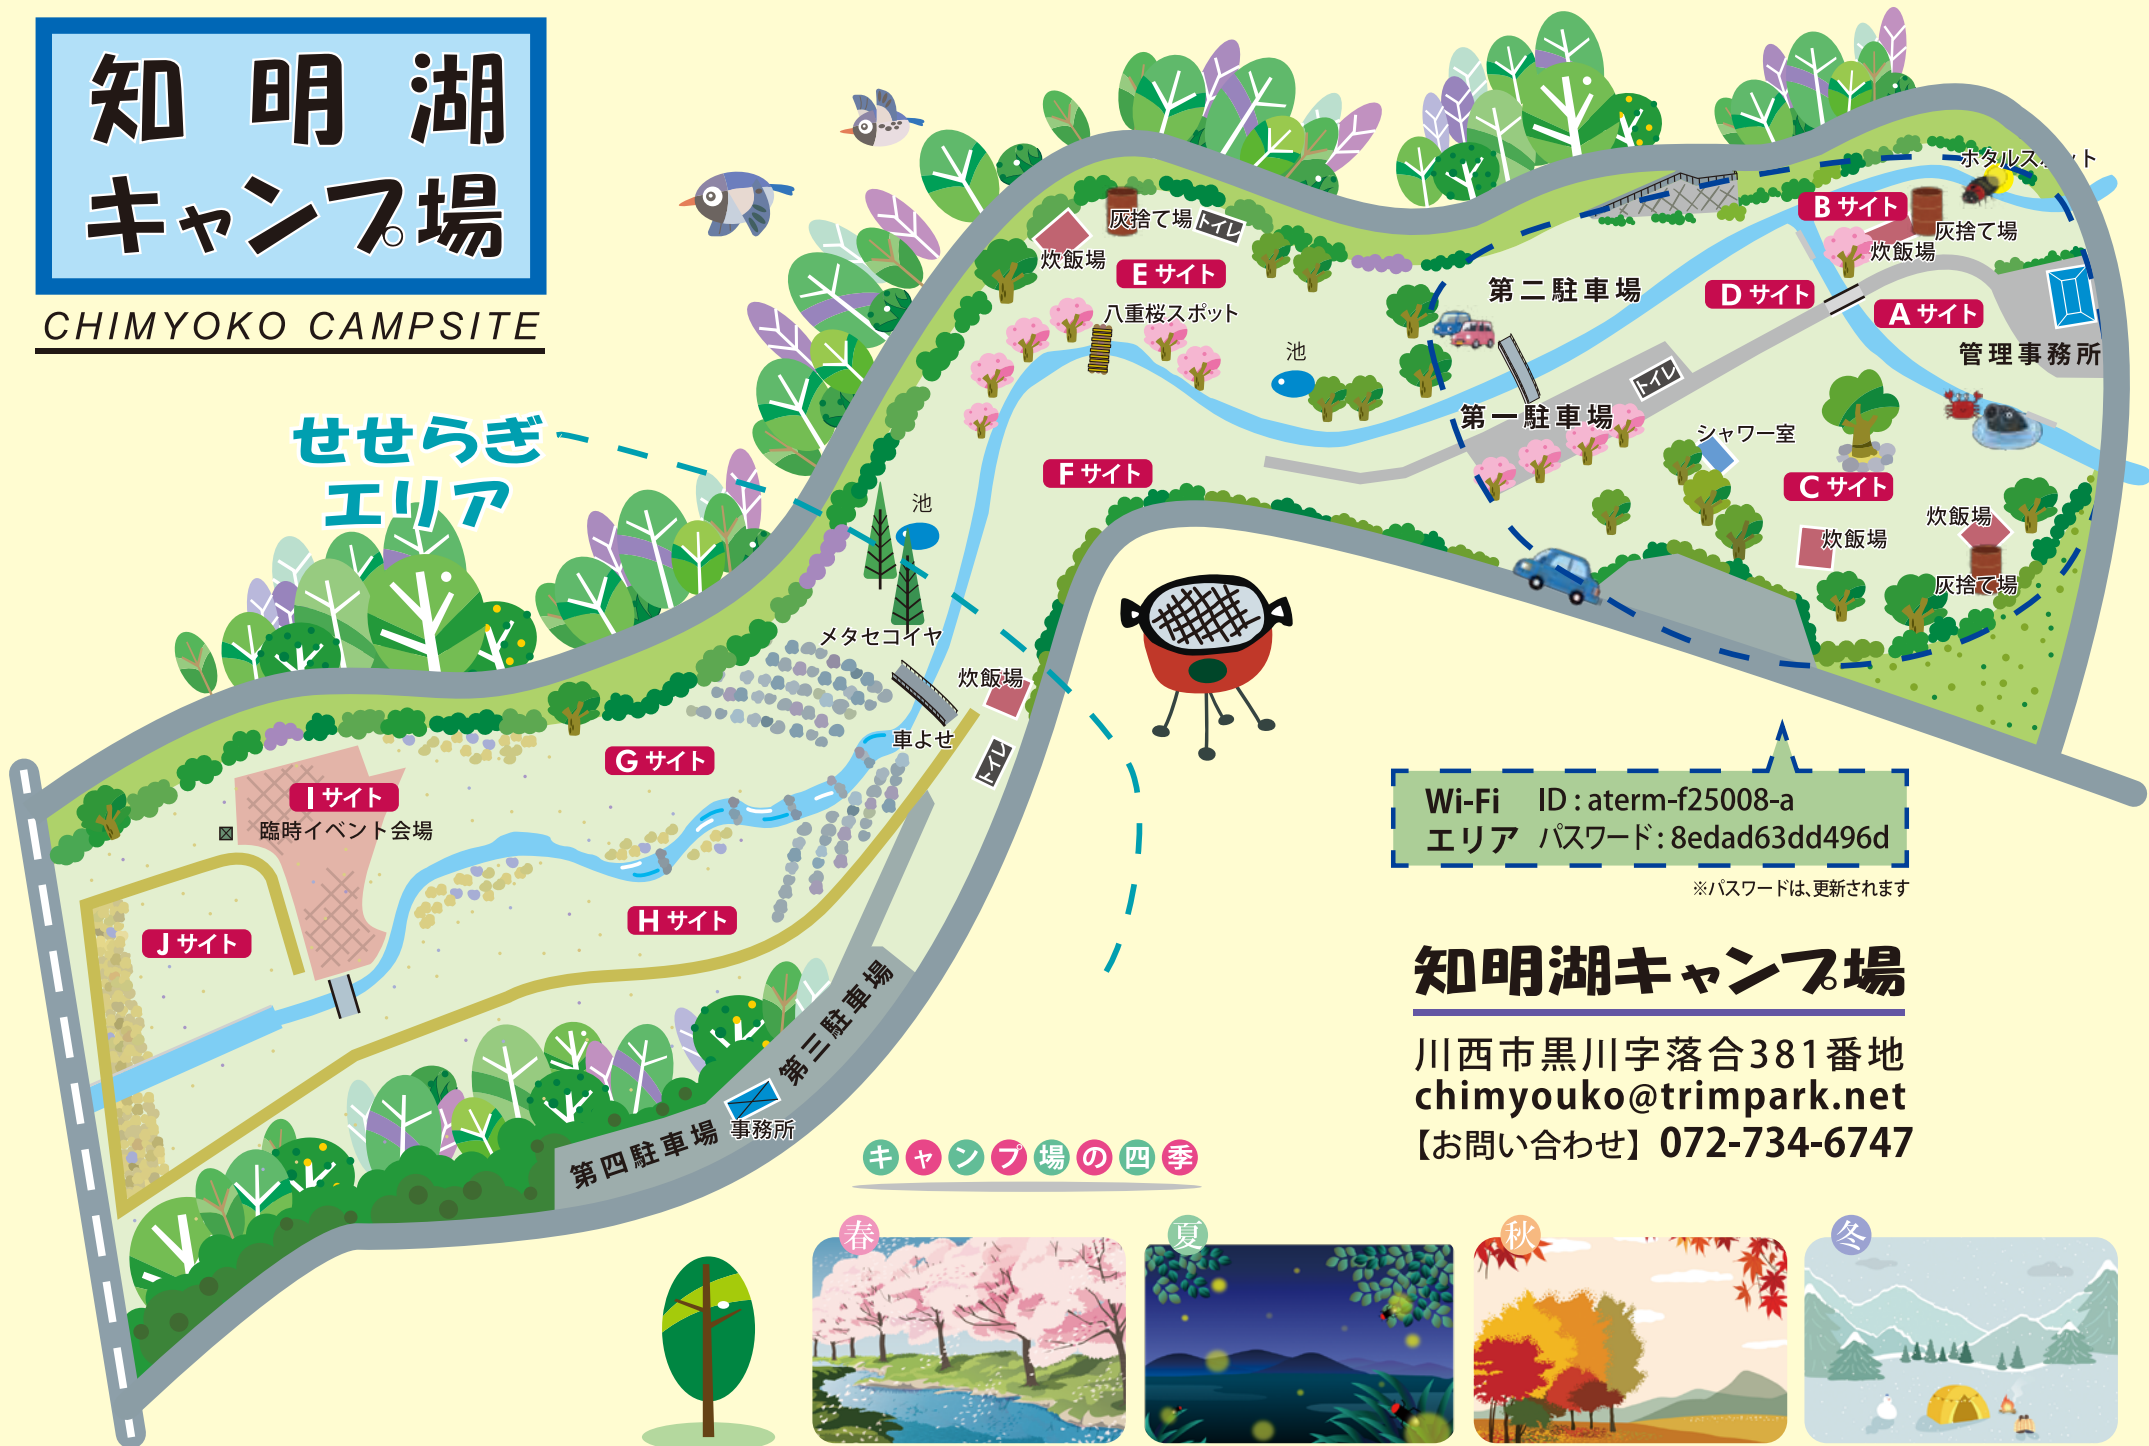 知明湖
キャンプ場
CHIMYOKO CAMPSITE
せせらぎ
エリア
ホタルスポット
Bサイト
灰捨て場
炊飯場
灰捨て場
トイレ
炊飯場
Eサイト
八重桜スポット
第二駐車場
Dサイト
Aサイト
管理事務所
池
トイレ
第一駐車場
シャワー室
Fサイト
Cサイト
池
炊飯場
炊飯場
灰捨て場
メタセコイヤ
炊飯場
車よせ
トイレ
Gサイト
Iサイト
臨時イベント会場
Hサイト
Jサイト
第三駐車場
事務所
第四駐車場
Wi-Fi ID : aterm-f25008-a
エリア パスワード : 8edad63dd496d
※パスワードは、更新されます
知明湖キャンプ場
川西市黒川字落合381番地
chimyouko@trimpark.net
【お問い合わせ】072-734-6747
キャンプ場の四季
春
夏
秋
冬